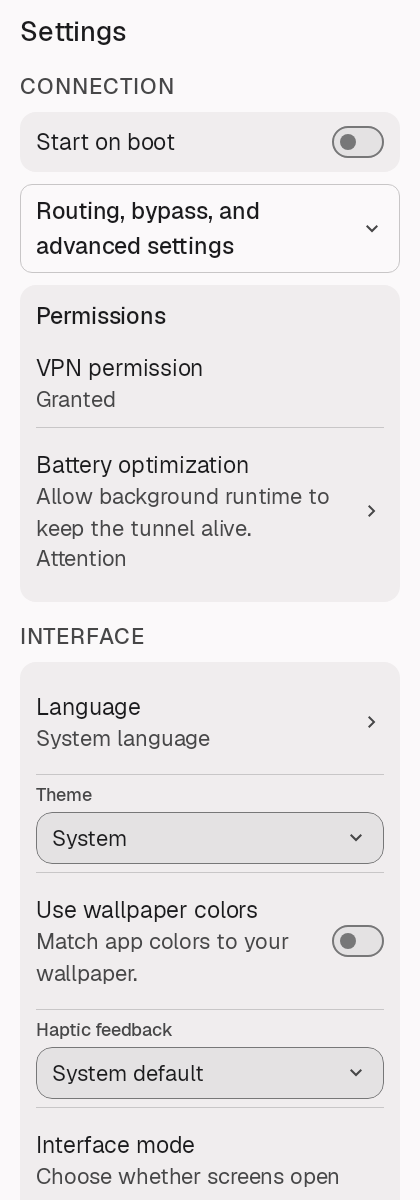 Settings
CONNECTION
Start on boot
Routing, bypass, and
advanced settings
Permissions
VPN permission
Granted
Battery optimization
Allow background runtime to
keep the tunnel alive.
Attention
INTERFACE
Language
System language
Theme
System
Use wallpaper colors
Match app colors to your
wallpaper.
Haptic feedback
System default
Interface mode
Choose whether screens open